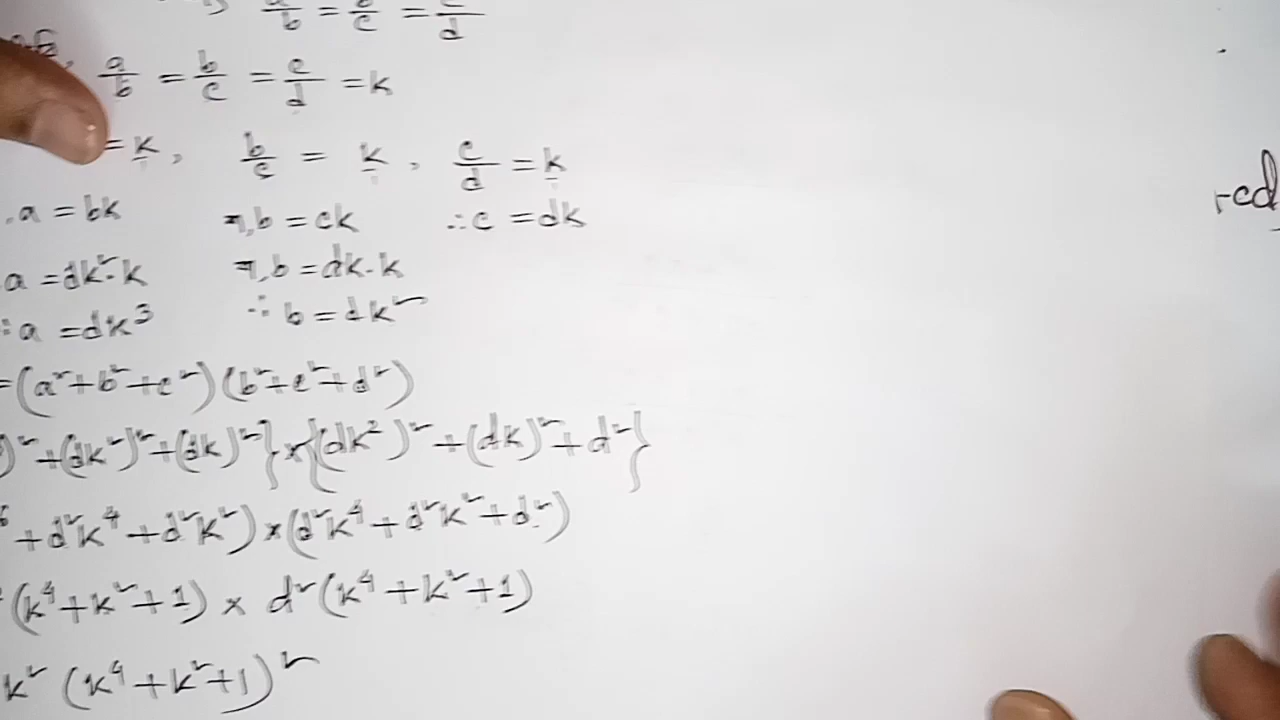 a/b = b/c = c/d
a/b = b/c = c/d = k
= k, b/c = k, c/d = k
a = bk ⇒, b = ck ∴ c = dk
a = dk²·k ⇒, b = dk·k
∴ a = dk³ ∴ b = dk²
= (a² + b² + c²)(b² + c² + d²)
)² + (dk²)² + (dk)²} × {(dk²)² + (dk)² + d²}
+ d²k⁴ + d²k²) × (d²k⁴ + d²k² + d²)
(k⁴ + k² + 1) × d²(k⁴ + k² + 1)
k² (k⁴ + k² + 1)²
+cd